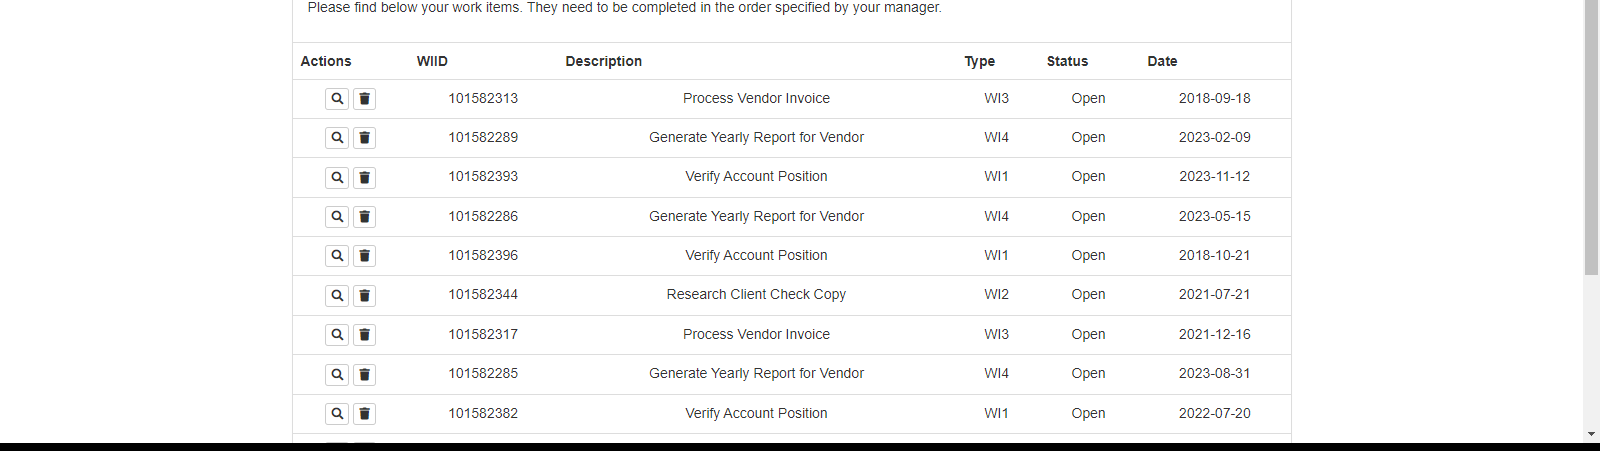 Please find below your work items. They need to be completed in the order specified by your manager.
Actions WIID Description Type Status Date
101582313 Process Vendor Invoice WI3 Open 2018-09-18
101582289 Generate Yearly Report for Vendor WI4 Open 2023-02-09
101582393 Verify Account Position WI1 Open 2023-11-12
101582286 Generate Yearly Report for Vendor WI4 Open 2023-05-15
101582396 Verify Account Position WI1 Open 2018-10-21
101582344 Research Client Check Copy WI2 Open 2021-07-21
101582317 Process Vendor Invoice WI3 Open 2021-12-16
101582285 Generate Yearly Report for Vendor WI4 Open 2023-08-31
101582382 Verify Account Position WI1 Open 2022-07-20